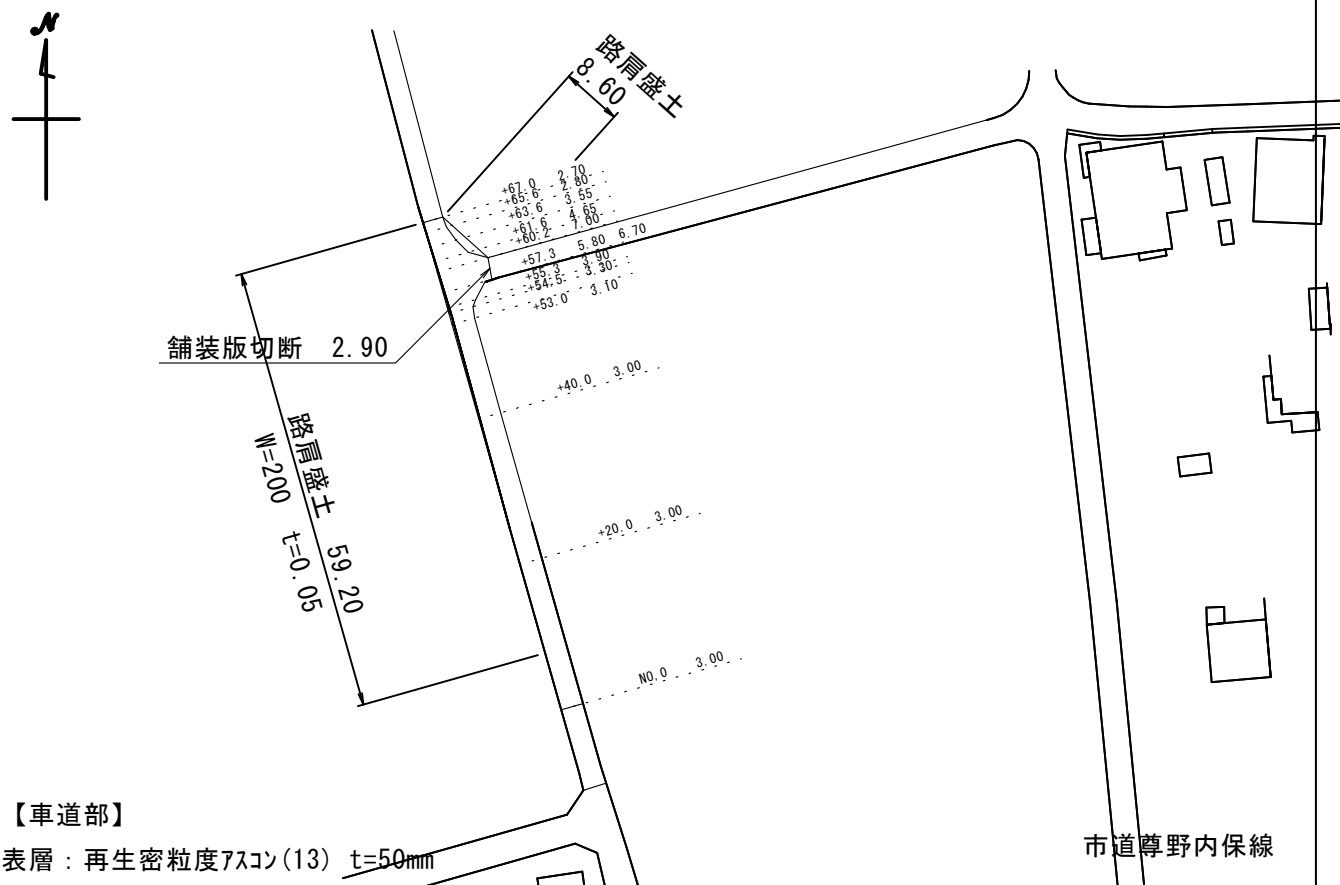 N
路肩盛土
8.60
+67.0 2.70
+65.6 2.80
+63.6 3.55
+61.6 4.65
+60.2 7.00
+57.3 5.80 6.70
+55.3 3.90
+54.5 3.30
+53.0 3.10
舗装版切断 2.90
+40.0 3.00
路肩盛土 59.20
W=200 t=0.05
+20.0 3.00
NO.0 3.00
【車道部】
表層：再生密粒度アスコン(13) t=50mm
市道尊野内保線